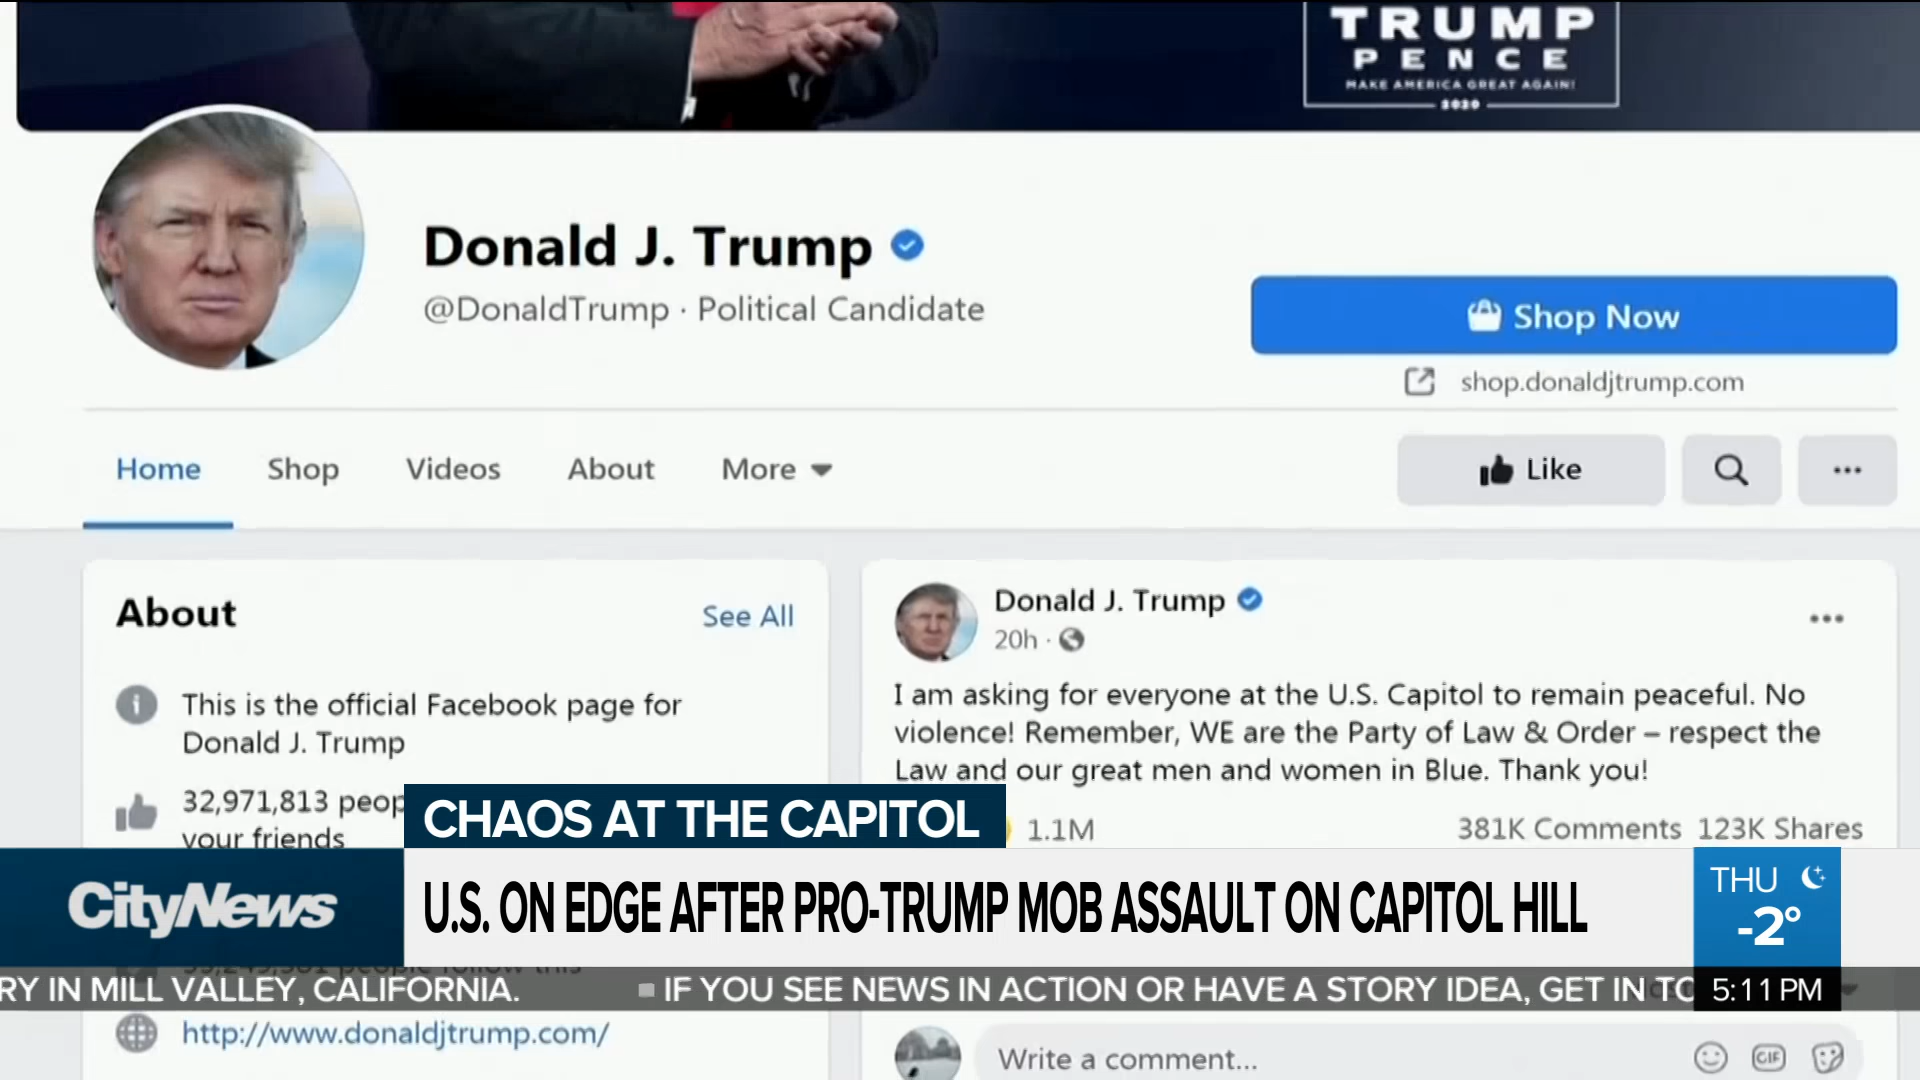 TRUMP
PENCE
MAKE AMERICA GREAT AGAIN!
2020
Donald J. Trump
@DonaldTrump · Political Candidate
Shop Now
shop.donaldjtrump.com
Home
Shop
Videos
About
More
Like
About
See All
This is the official Facebook page for
Donald J. Trump
32,971,813 peop
your friends
http://www.donaldjtrump.com/
Donald J. Trump
20h ·
I am asking for everyone at the U.S. Capitol to remain peaceful. No
violence! Remember, WE are the Party of Law & Order – respect the
Law and our great men and women in Blue. Thank you!
1.1M
381K Comments 123K Shares
Write a comment...
GIF
CHAOS AT THE CAPITOL
CityNews
U.S. ON EDGE AFTER PRO-TRUMP MOB ASSAULT ON CAPITOL HILL
THU
-2°
RY IN MILL VALLEY, CALIFORNIA.
IF YOU SEE NEWS IN ACTION OR HAVE A STORY IDEA, GET IN TO
5:11 PM